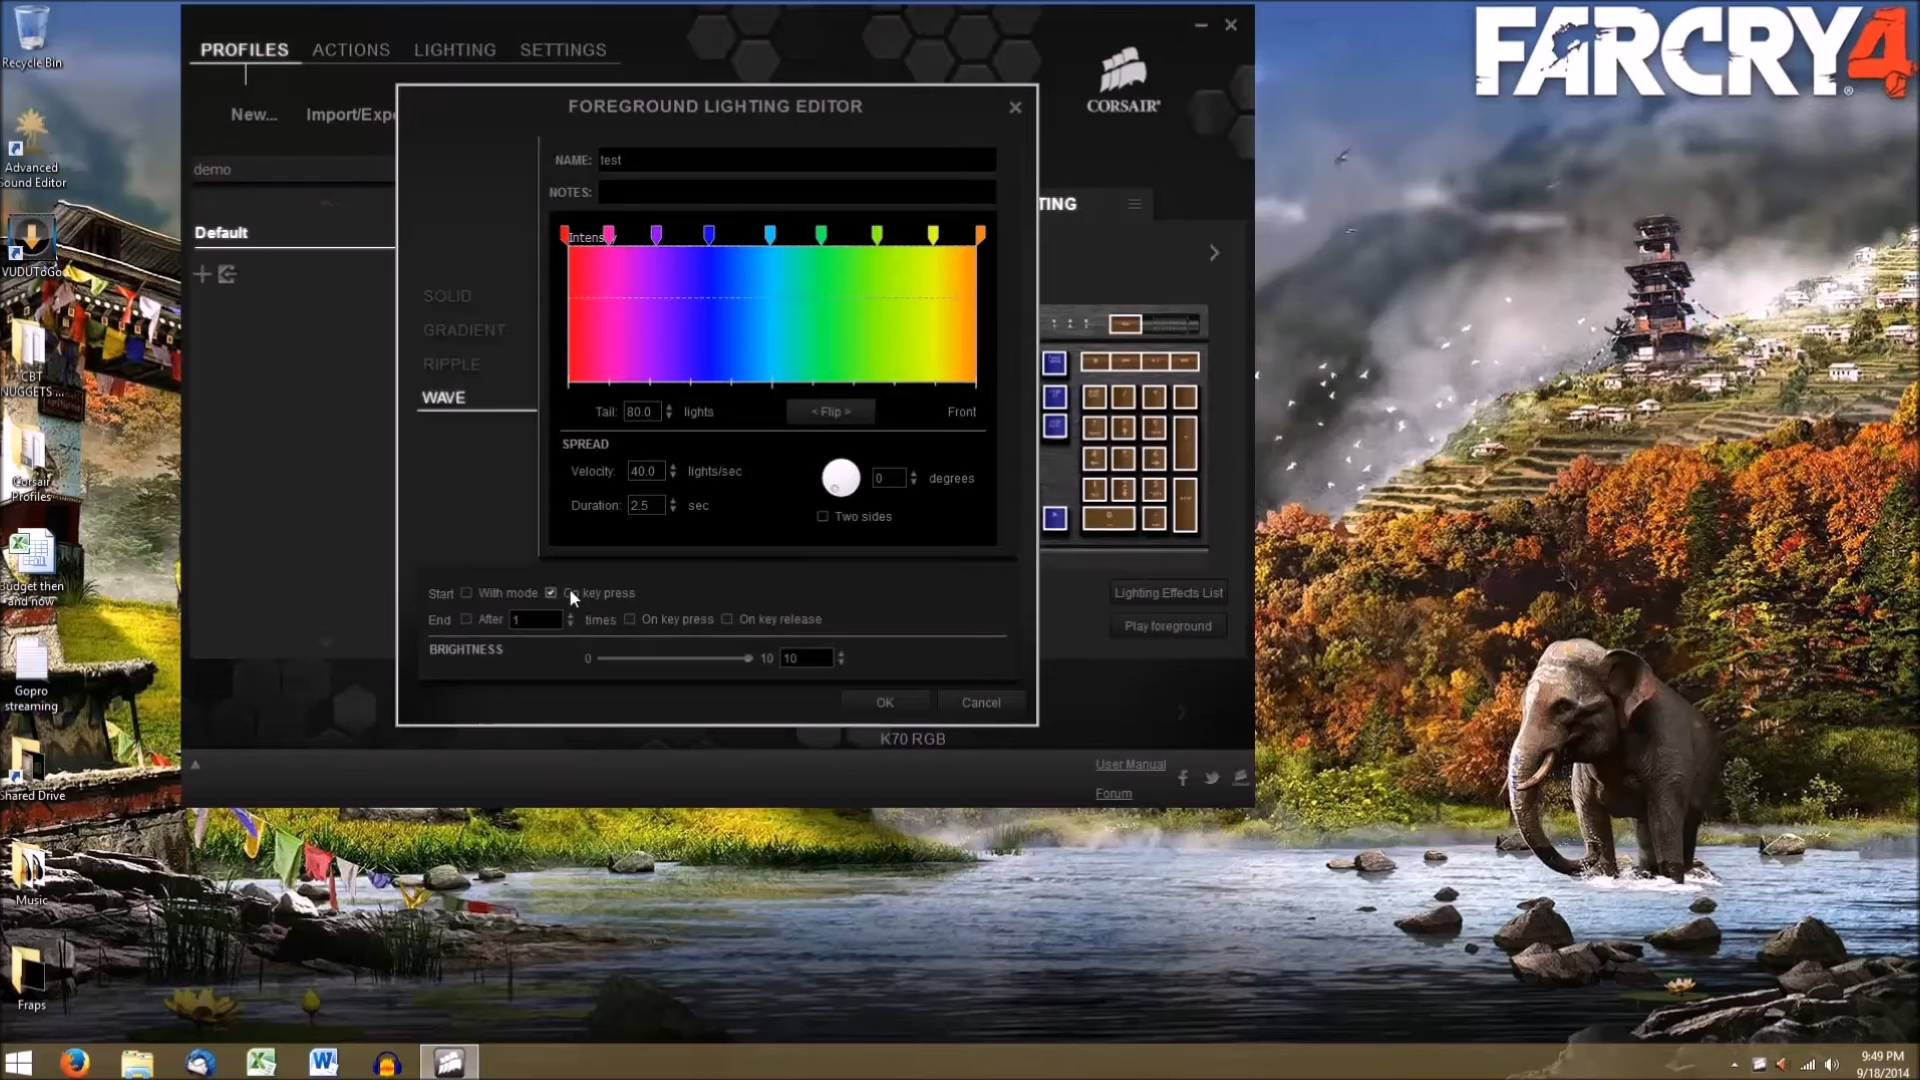 Recycle Bin
Advanced
Sound Editor
VUDUToGo
CBT
NUGGETS ...
Corsair
Profiles
Budget then
and now
Gopro
streaming
Shared Drive
Music
Fraps
PROFILES ACTIONS LIGHTING SETTINGS
CORSAIR
New... Import/Expo
demo
Default
FOREGROUND LIGHTING EDITOR
NAME: test
NOTES:
Intensity
SOLID
GRADIENT
RIPPLE
WAVE
Tail: 80.0 lights < Flip > Front
SPREAD
Velocity: 40.0 lights/sec
0 degrees
Duration: 2.5 sec
Two sides
Start With mode On key press
End After 1 times On key press On key release
BRIGHTNESS
0 10 10
OK Cancel
TING
Lighting Effects List
Play foreground
K70 RGB
User Manual
Forum
FARCRY4
9:49 PM
9/18/2014